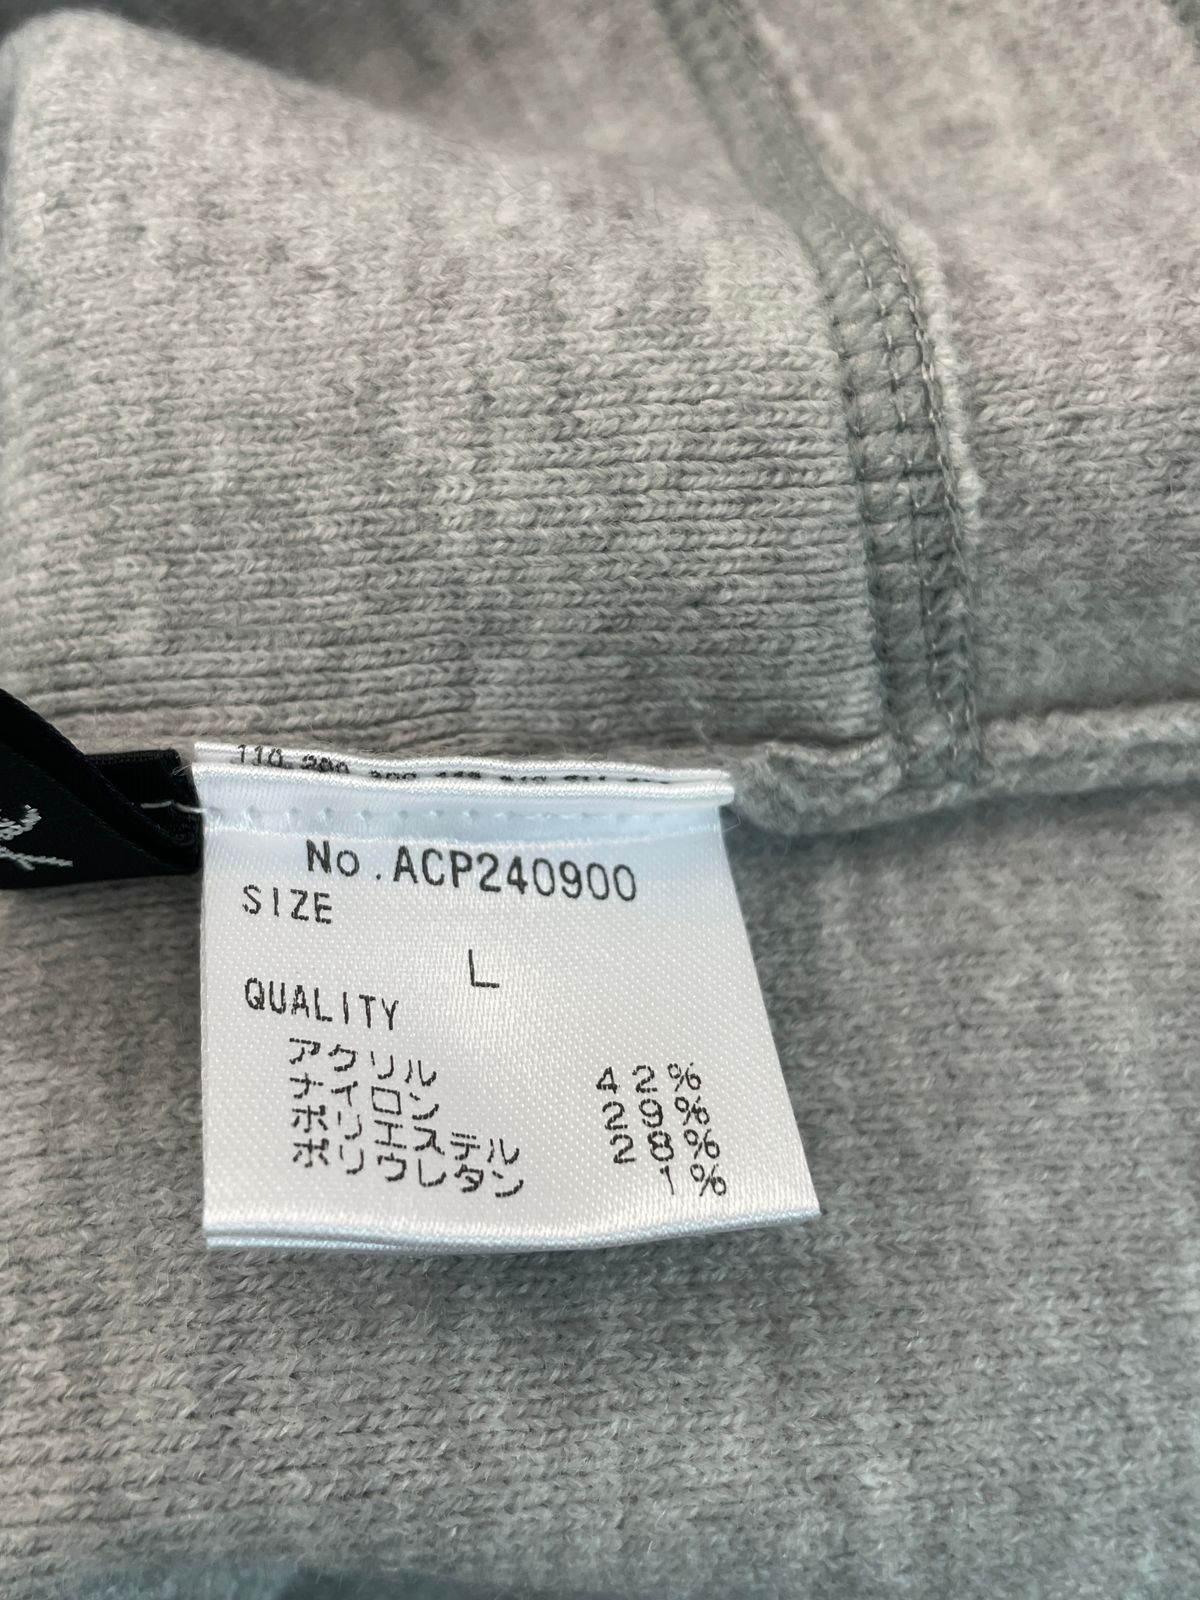 No.ACP240900
SIZE
L
QUALITY
アクリル 42%
ナイロン 29%
ポリエステル 28%
ポリウレタン 1%